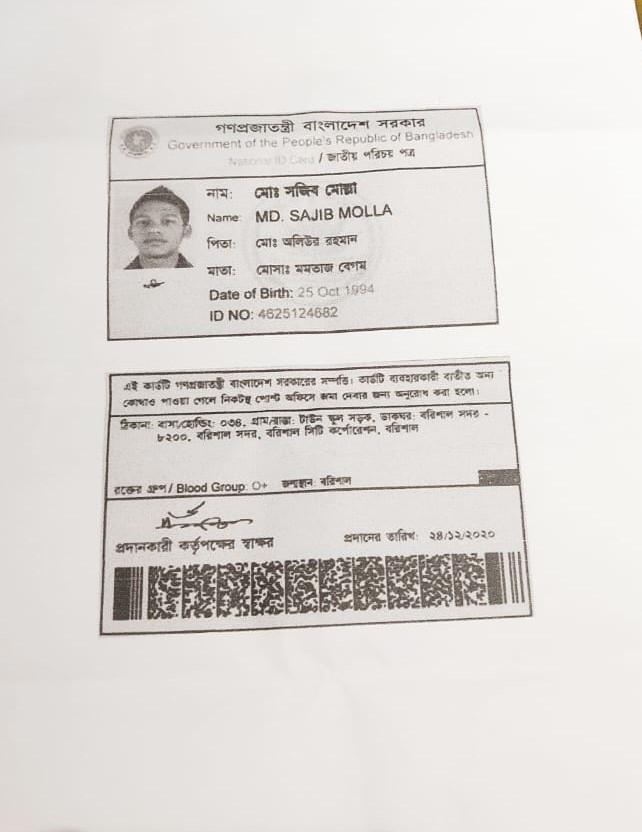 গণপ্রজাতন্ত্রী বাংলাদেশ সরকার
Government of the People's Republic of Bangladesh
National ID Card / জাতীয় পরিচয় পত্র
নাম: মোঃ সজিব মোল্লা
Name: MD. SAJIB MOLLA
পিতা: মোঃ অলিউর রহমান
মাতা: মোসাঃ মমতাজ বেগম
Date of Birth: 25 Oct 1994
ID NO: 4625124682
এই কার্ডটি গণপ্রজাতন্ত্রী বাংলাদেশ সরকারের সম্পত্তি। কার্ডটি ব্যবহারকারী ব্যতীত অন্য
কোথাও পাওয়া গেলে নিকটস্থ পোস্ট অফিসে জমা দেবার জন্য অনুরোধ করা হলো।
ঠিকানা: বাসা/হোল্ডিং: ০৩৪, গ্রাম/রাস্তা: টাউন স্কুল সড়ক, ডাকঘর: বরিশাল সদর -
৮২০০, বরিশাল সদর, বরিশাল সিটি কর্পোরেশন, বরিশাল
রক্তের গ্রুপ / Blood Group: O+ জন্মস্থান: বরিশাল
প্রদানকারী কর্তৃপক্ষের স্বাক্ষর প্রদানের তারিখ: ২৪/১২/২০২০